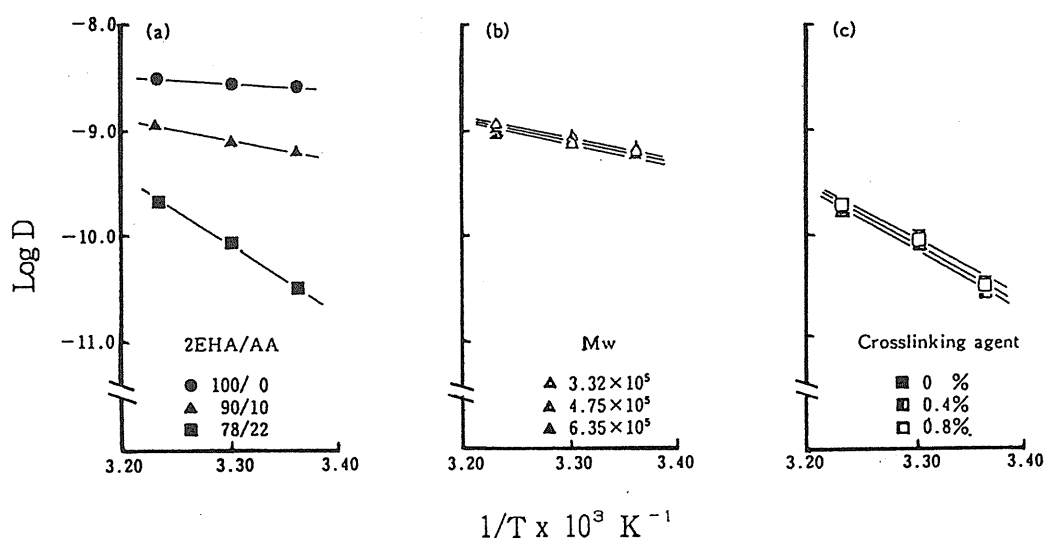 (a)
(b)
(c)
-8.0
-9.0
-10.0
-11.0
Log D
2EHA/AA
100/ 0
90/10
78/22
Mw
3.32×10⁵
4.75×10⁵
6.35×10⁵
Crosslinking agent
0 %
0.4%
0.8%
3.20 3.30 3.40
3.20 3.30 3.40
3.20 3.30 3.40
1/T x 10³ K⁻¹